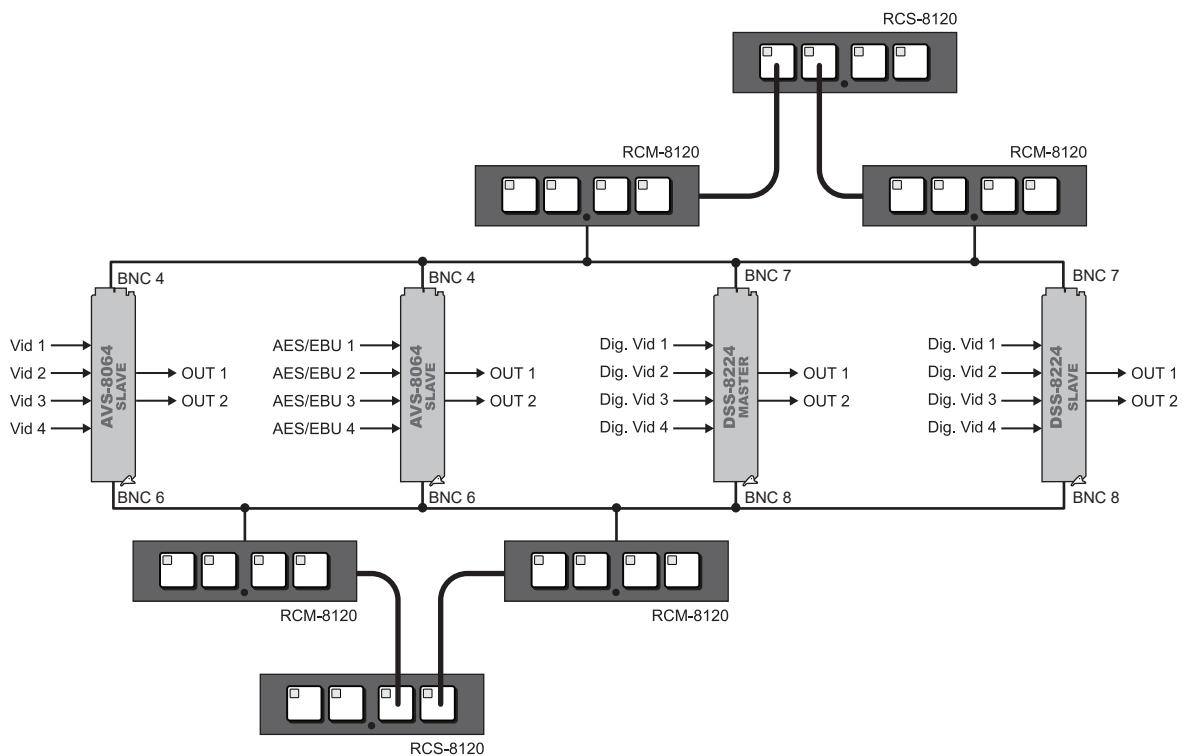 RCS-8120
RCM-8120
RCM-8120
BNC 4
BNC 4
BNC 7
BNC 7
Vid 1
Vid 2
Vid 3
Vid 4
AVS-8064
SLAVE
OUT 1
OUT 2
AES/EBU 1
AES/EBU 2
AES/EBU 3
AES/EBU 4
AVS-8064
SLAVE
OUT 1
OUT 2
Dig. Vid 1
Dig. Vid 2
Dig. Vid 3
Dig. Vid 4
DSS-8224
MASTER
OUT 1
OUT 2
Dig. Vid 1
Dig. Vid 2
Dig. Vid 3
Dig. Vid 4
DSS-8224
SLAVE
OUT 1
OUT 2
BNC 6
BNC 6
BNC 8
BNC 8
RCM-8120
RCM-8120
RCS-8120